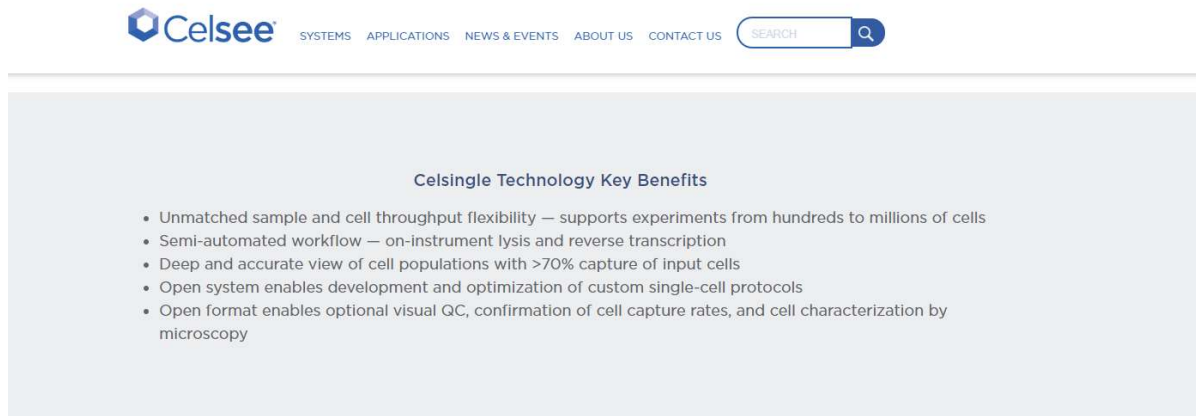 Celsee
SYSTEMS APPLICATIONS NEWS & EVENTS ABOUT US CONTACT US SEARCH
Celsingle Technology Key Benefits
• Unmatched sample and cell throughput flexibility — supports experiments from hundreds to millions of cells
• Semi-automated workflow — on-instrument lysis and reverse transcription
• Deep and accurate view of cell populations with >70% capture of input cells
• Open system enables development and optimization of custom single-cell protocols
• Open format enables optional visual QC, confirmation of cell capture rates, and cell characterization by
microscopy